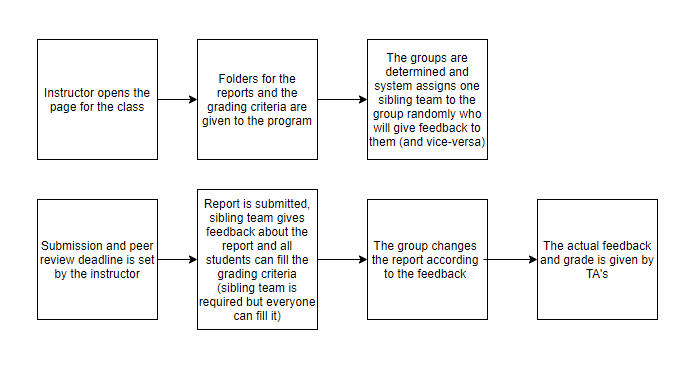 Instructor opens the
page for the class
Folders for the
reports and the
grading criteria are
given to the program
The groups are
determined and
system assigns one
sibling team to the
group randomly who
will give feedback to
them (and vice-versa)
Submission and peer
review deadline is set
by the instructor
Report is submitted,
sibling team gives
feedback about the
report and all
students can fill the
grading criteria
(sibling team is
required but everyone
can fill it)
The group changes
the report according
to the feedback
The actual feedback
and grade is given by
TA's